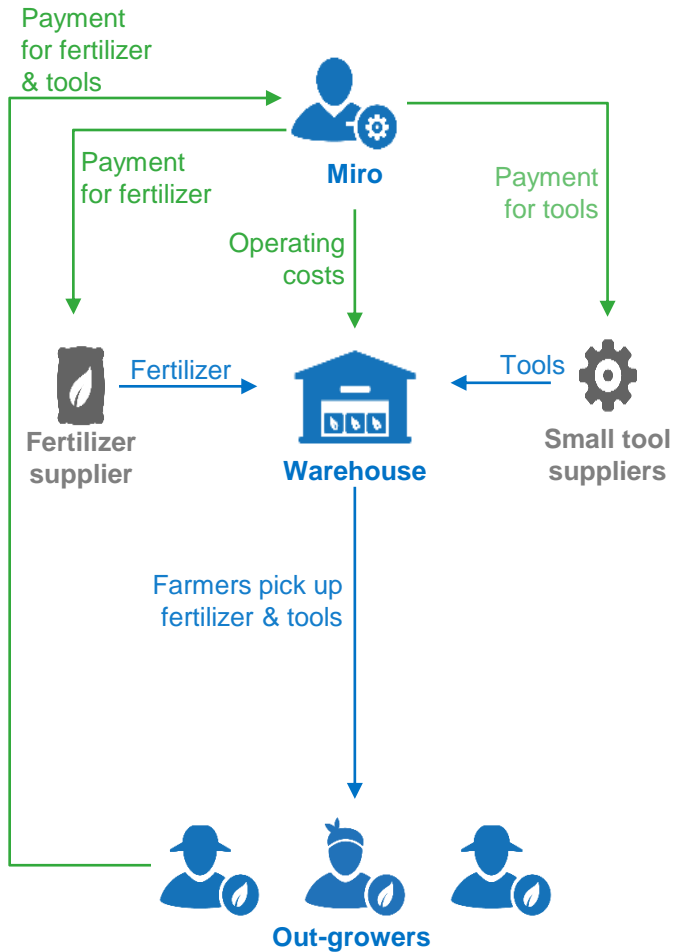 Payment
for fertilizer
& tools
Miro
Payment
for fertilizer
Payment
for tools
Operating
costs
Fertilizer
Tools
Fertilizer
supplier
Warehouse
Small tool
suppliers
Farmers pick up
fertilizer & tools
Out-growers